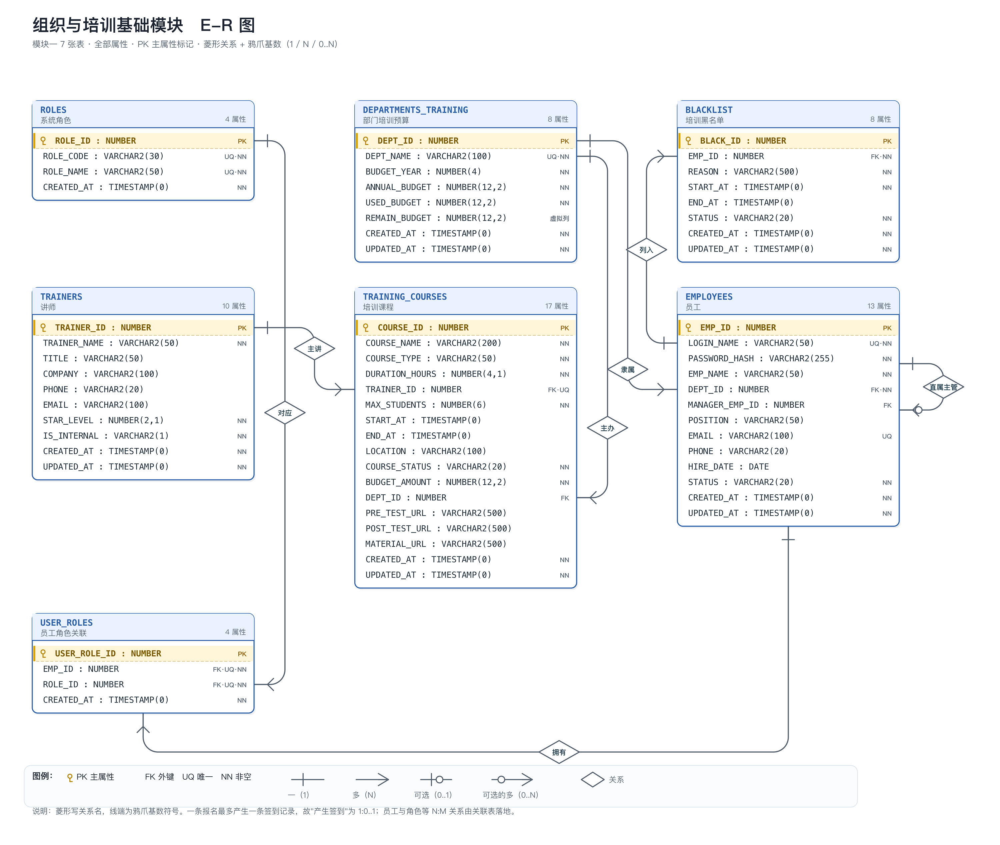 组织与培训基础模块 E-R 图
模块一 7 张表 · 全部属性 · PK 主属性标记 · 菱形关系 + 鸦爪基数 (1 / N / 0..N)
ROLES
系统角色
4 属性
ROLE_ID : NUMBER PK
ROLE_CODE : VARCHAR2(30) UQ·NN
ROLE_NAME : VARCHAR2(50) UQ·NN
CREATED_AT : TIMESTAMP(0) NN
DEPARTMENTS_TRAINING
部门培训预算
8 属性
DEPT_ID : NUMBER PK
DEPT_NAME : VARCHAR2(100) UQ·NN
BUDGET_YEAR : NUMBER(4) NN
ANNUAL_BUDGET : NUMBER(12,2) NN
USED_BUDGET : NUMBER(12,2) NN
REMAIN_BUDGET : NUMBER(12,2) 虚拟列
CREATED_AT : TIMESTAMP(0) NN
UPDATED_AT : TIMESTAMP(0) NN
BLACKLIST
培训黑名单
8 属性
BLACK_ID : NUMBER PK
EMP_ID : NUMBER FK·NN
REASON : VARCHAR2(500) NN
START_AT : TIMESTAMP(0) NN
END_AT : TIMESTAMP(0)
STATUS : VARCHAR2(20) NN
CREATED_AT : TIMESTAMP(0) NN
UPDATED_AT : TIMESTAMP(0) NN
列入
TRAINERS
讲师
10 属性
TRAINER_ID : NUMBER PK
TRAINER_NAME : VARCHAR2(50) NN
TITLE : VARCHAR2(50)
COMPANY : VARCHAR2(100)
PHONE : VARCHAR2(20)
EMAIL : VARCHAR2(100)
STAR_LEVEL : NUMBER(2,1) NN
IS_INTERNAL : VARCHAR2(1) NN
CREATED_AT : TIMESTAMP(0) NN
UPDATED_AT : TIMESTAMP(0) NN
主讲
对应
TRAINING_COURSES
培训课程
17 属性
COURSE_ID : NUMBER PK
COURSE_NAME : VARCHAR2(200) NN
COURSE_TYPE : VARCHAR2(50) NN
DURATION_HOURS : NUMBER(4,1) NN
TRAINER_ID : NUMBER FK·UQ
MAX_STUDENTS : NUMBER(6) NN
START_AT : TIMESTAMP(0)
END_AT : TIMESTAMP(0)
LOCATION : VARCHAR2(100)
COURSE_STATUS : VARCHAR2(20) NN
BUDGET_AMOUNT : NUMBER(12,2) NN
DEPT_ID : NUMBER FK
PRE_TEST_URL : VARCHAR2(500)
POST_TEST_URL : VARCHAR2(500)
MATERIAL_URL : VARCHAR2(500)
CREATED_AT : TIMESTAMP(0) NN
UPDATED_AT : TIMESTAMP(0) NN
隶属
主办
EMPLOYEES
员工
13 属性
EMP_ID : NUMBER PK
LOGIN_NAME : VARCHAR2(50) UQ·NN
PASSWORD_HASH : VARCHAR2(255) NN
EMP_NAME : VARCHAR2(50) NN
DEPT_ID : NUMBER FK·NN
MANAGER_EMP_ID : NUMBER FK
POSITION : VARCHAR2(50)
EMAIL : VARCHAR2(100) UQ
PHONE : VARCHAR2(20)
HIRE_DATE : DATE
STATUS : VARCHAR2(20) NN
CREATED_AT : TIMESTAMP(0) NN
UPDATED_AT : TIMESTAMP(0) NN
直属主管
USER_ROLES
员工角色关联
4 属性
USER_ROLE_ID : NUMBER PK
EMP_ID : NUMBER FK·UQ·NN
ROLE_ID : NUMBER FK·UQ·NN
CREATED_AT : TIMESTAMP(0) NN
拥有
图例： PK 主属性 FK 外键 UQ 唯一 NN 非空
一 (1) 多 (N) 可选 (0..1) 可选的多 (0..N) 关系
说明：菱形写关系名，线端为鸦爪基数符号。一条报名最多产生一条签到记录，故"产生签到"为 1:0..1；员工与角色等 N:M 关系由关联表落地。